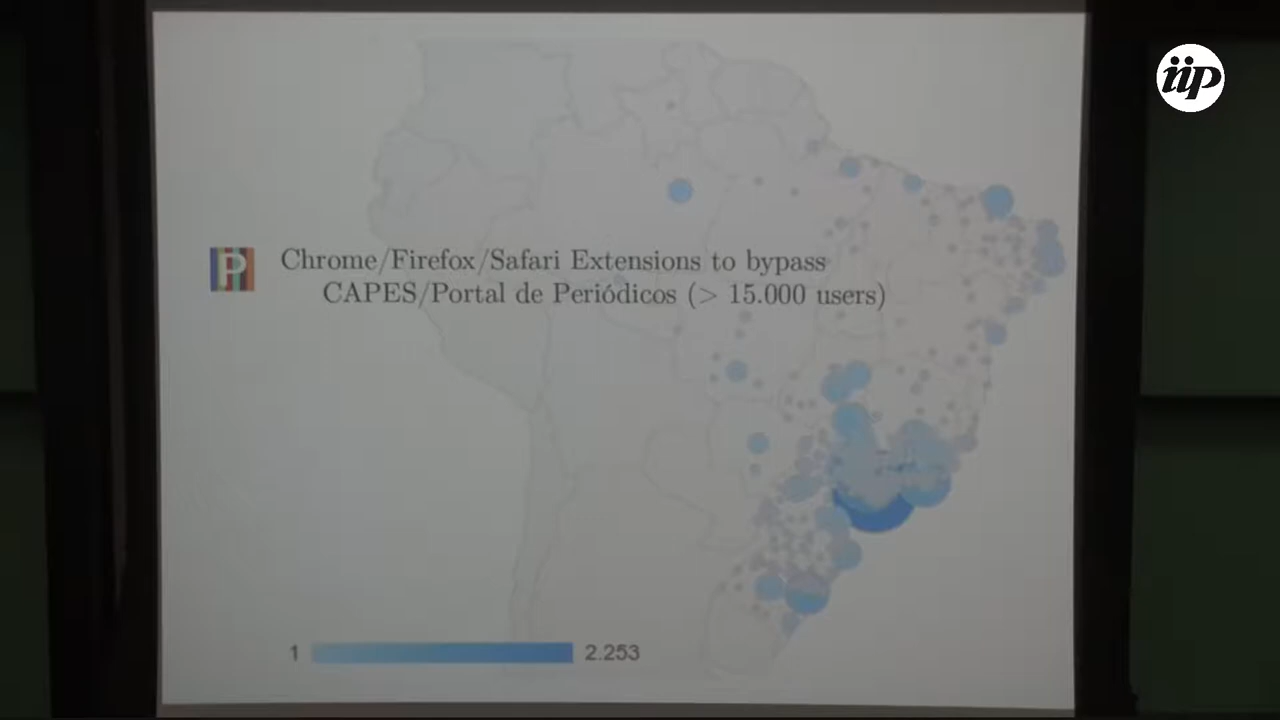 iip
P
Chrome/Firefox/Safari Extensions to bypass
CAPES/Portal de Periódicos (> 15.000 users)
1
2.253